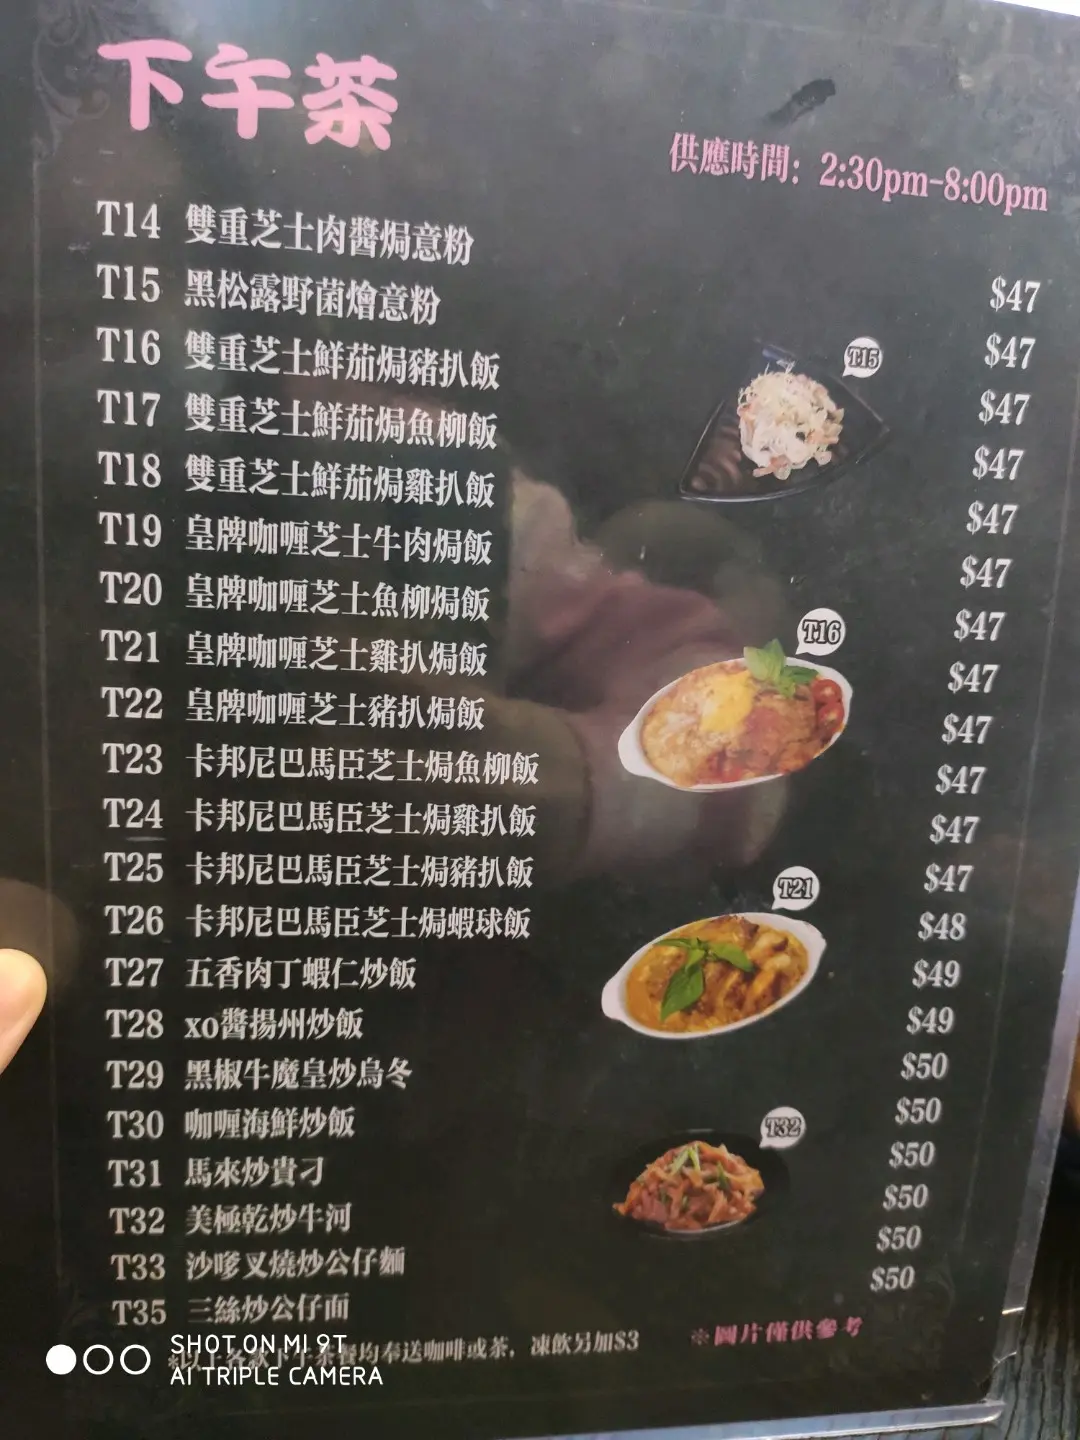 下午茶
供應時間：2:30pm-8:00pm
T14 雙重芝士肉醬焗意粉 $47
T15 黑松露野菌燴意粉 $47
T16 雙重芝士鮮茄焗豬扒飯 $47
T17 雙重芝士鮮茄焗魚柳飯 $47
T18 雙重芝士鮮茄焗雞扒飯 $47
T19 皇牌咖喱芝士牛肉焗飯 $47
T20 皇牌咖喱芝士魚柳焗飯 $47
T21 皇牌咖喱芝士雞扒焗飯 $47
T22 皇牌咖喱芝士豬扒焗飯 $47
T23 卡邦尼巴馬臣芝士焗魚柳飯 $47
T24 卡邦尼巴馬臣芝士焗雞扒飯 $47
T25 卡邦尼巴馬臣芝士焗豬扒飯 $47
T26 卡邦尼巴馬臣芝士焗蝦球飯 $48
T27 五香肉丁蝦仁炒飯 $49
T28 xo醬揚州炒飯 $49
T29 黑椒牛魔皇炒烏冬 $50
T30 咖喱海鮮炒飯 $50
T31 馬來炒貴刁 $50
T32 美極乾炒牛河 $50
T33 沙嗲叉燒炒公仔麵 $50
T35 三絲炒公仔面 $50
T15
T16
T21
T32
*以上各款下午茶餐均奉送咖啡或茶，凍飲另加$3
※圖片僅供參考
SHOT ON MI 9T
AI TRIPLE CAMERA